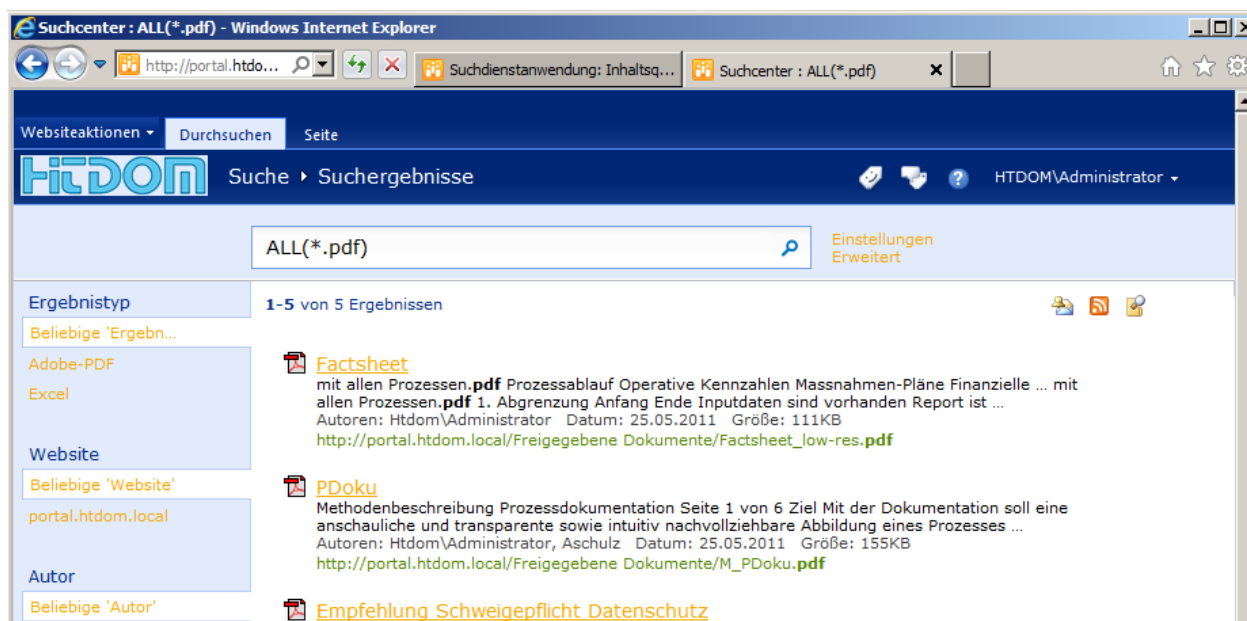 Suchcenter : ALL(*.pdf) - Windows Internet Explorer
http://portal.htdo...
Suchdienstanwendung: Inhaltsq...
Suchcenter : ALL(*.pdf)
Websiteaktionen
Durchsuchen
Seite
HTDOM
Suche
Suchergebnisse
HTDOM\Administrator
ALL(*.pdf)
Einstellungen
Erweitert
Ergebnistyp
Beliebige 'Ergebn...
Adobe-PDF
Excel
Website
Beliebige 'Website'
portal.htdom.local
Autor
Beliebige 'Autor'
1-5 von 5 Ergebnissen
Factsheet
mit allen Prozessen.pdf Prozessablauf Operative Kennzahlen Massnahmen-Pläne Finanzielle ... mit
allen Prozessen.pdf 1. Abgrenzung Anfang Ende Inputdaten sind vorhanden Report ist ...
Autoren: Htdom\Administrator Datum: 25.05.2011 Größe: 111KB
http://portal.htdom.local/Freigegebene Dokumente/Factsheet_low-res.pdf
PDoku
Methodenbeschreibung Prozessdokumentation Seite 1 von 6 Ziel Mit der Dokumentation soll eine
anschauliche und transparente sowie intuitiv nachvollziehbare Abbildung eines Prozesses ...
Autoren: Htdom\Administrator, Aschulz Datum: 25.05.2011 Größe: 155KB
http://portal.htdom.local/Freigegebene Dokumente/M_PDoku.pdf
Empfehlung Schweigepflicht Datenschutz